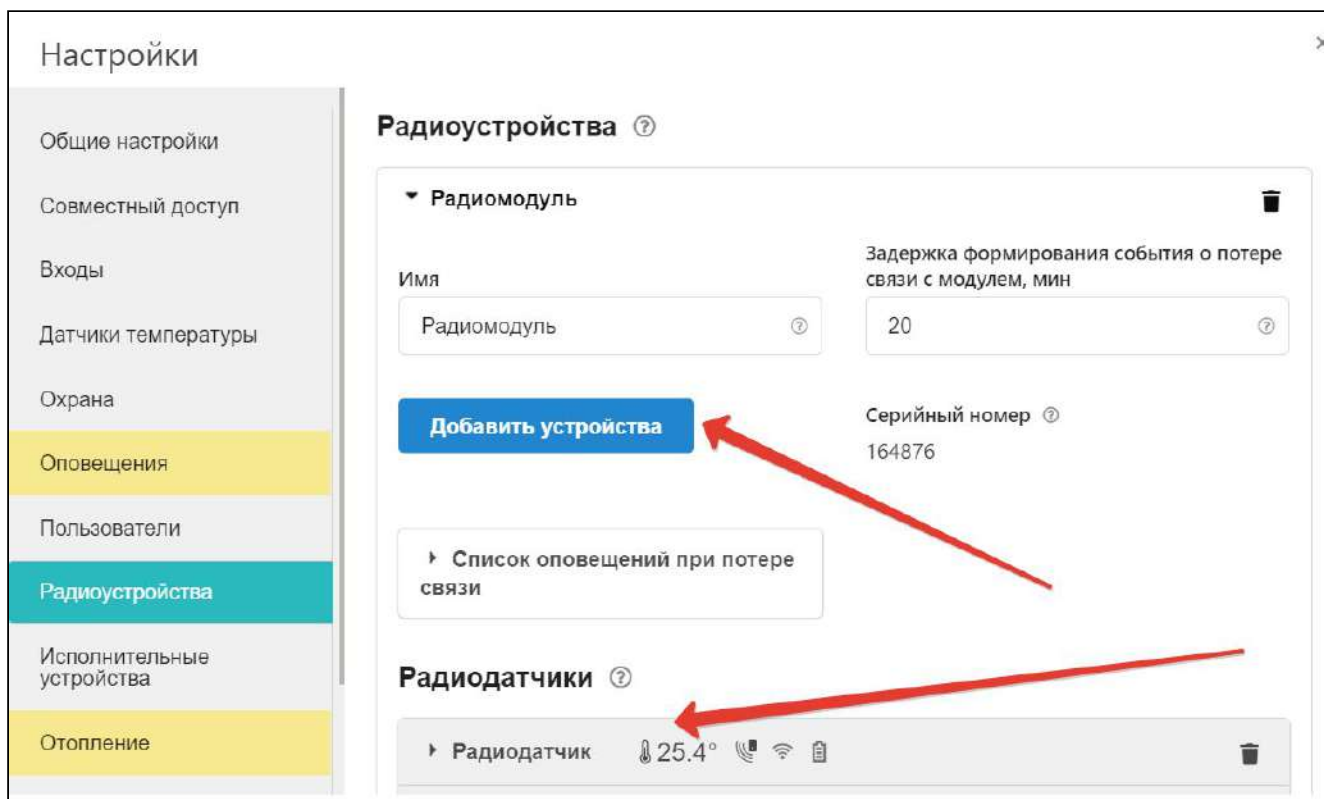 Настройки
Общие настройки
Совместный доступ
Входы
Датчики температуры
Охрана
Оповещения
Пользователи
Радиоустройства
Исполнительные
устройства
Отопление
Радиоустройства
Радиомодуль
Имя
Радиомодуль
Задержка формирования события о потере
связи с модулем, мин
20
Добавить устройства
Серийный номер
164876
Список оповещений при потере
связи
Радиодатчики
Радиодатчик 25.4°